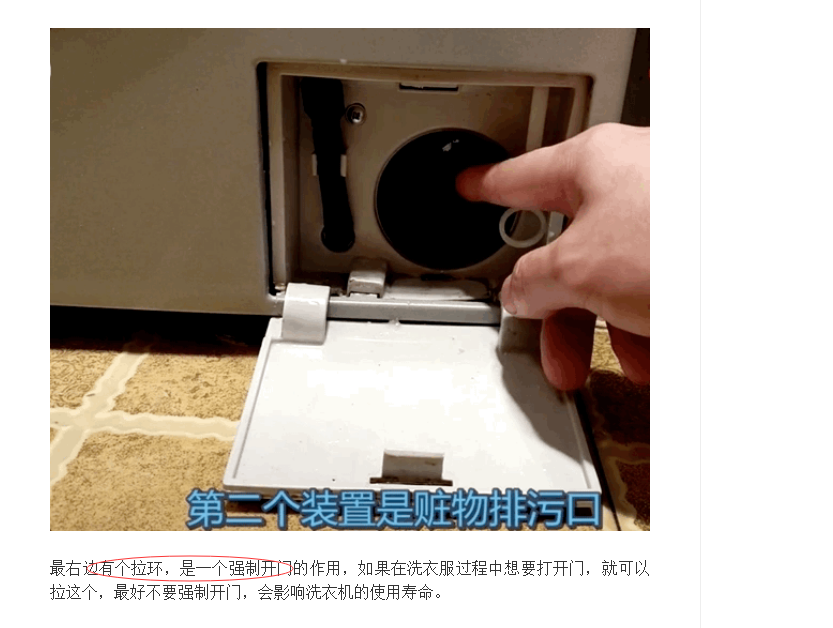 第二个装置是赃物排污口
最右边有个拉环，是一个强制开门的作用，如果在洗衣服过程中想要打开门，就可以
拉这个，最好不要强制开门，会影响洗衣机的使用寿命。